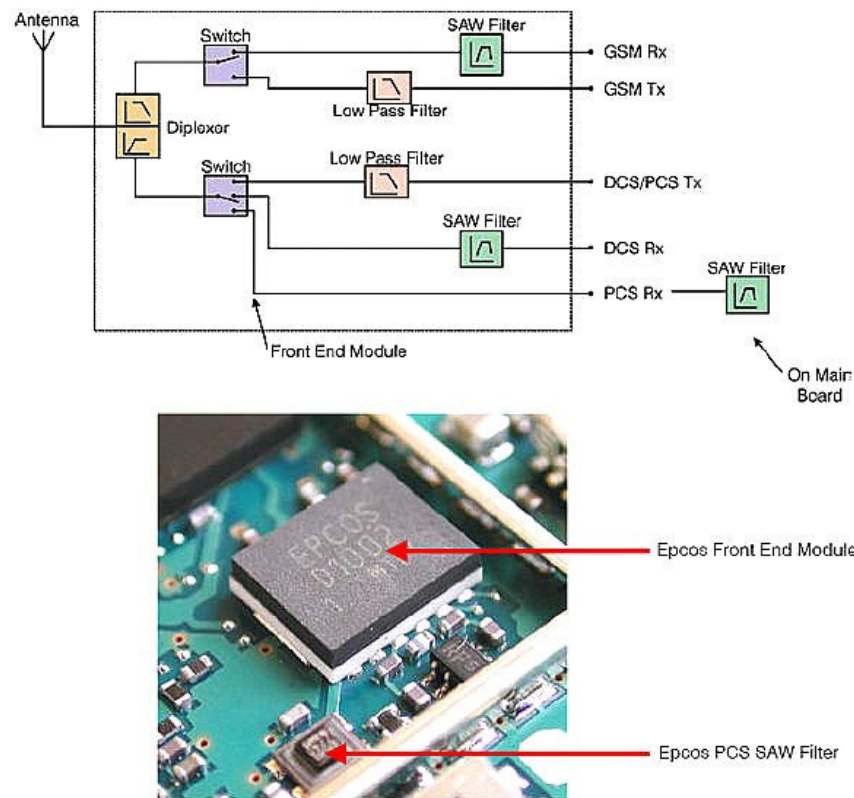 Antenna
Switch
SAW Filter
GSM Rx
GSM Tx
Low Pass Filter
Diplexer
Switch
Low Pass Filter
DCS/PCS Tx
SAW Filter
DCS Rx
SAW Filter
PCS Rx
Front End Module
On Main
Board
EPCOS
Epcos Front End Module
Epcos PCS SAW Filter